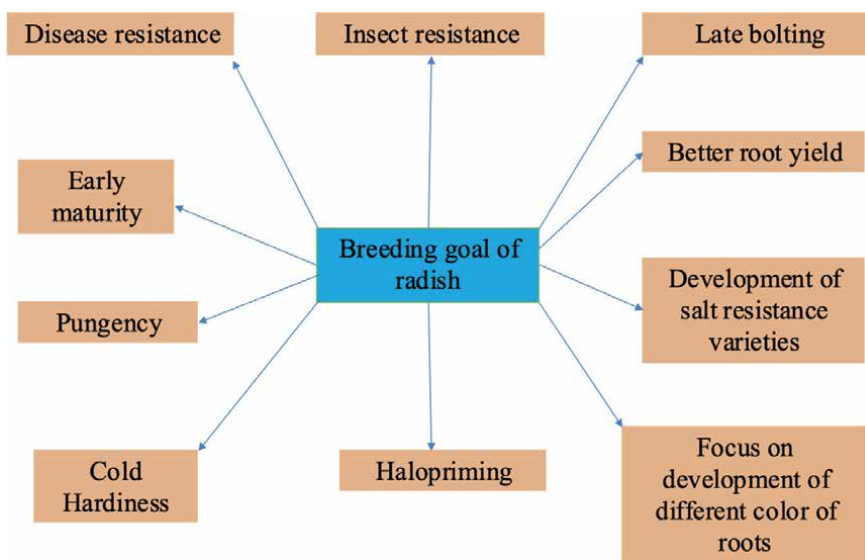 Disease resistance
Insect resistance
Late bolting
Better root yield
Early
maturity
Breeding goal of
radish
Development of
salt resistance
varieties
Pungency
Cold
Hardiness
Halopriming
Focus on
development of
different color of
roots